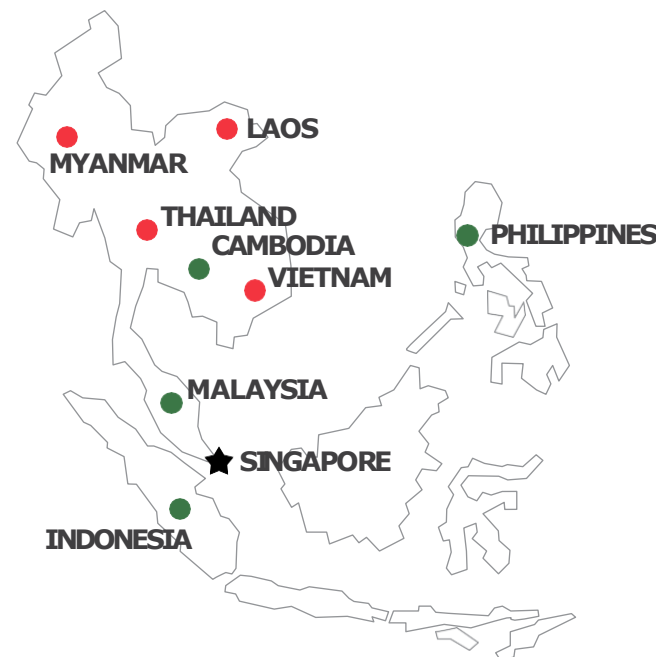 LAOS
MYANMAR
THAILAND
PHILIPPINES
CAMBODIA
VIETNAM
MALAYSIA
SINGAPORE
INDONESIA